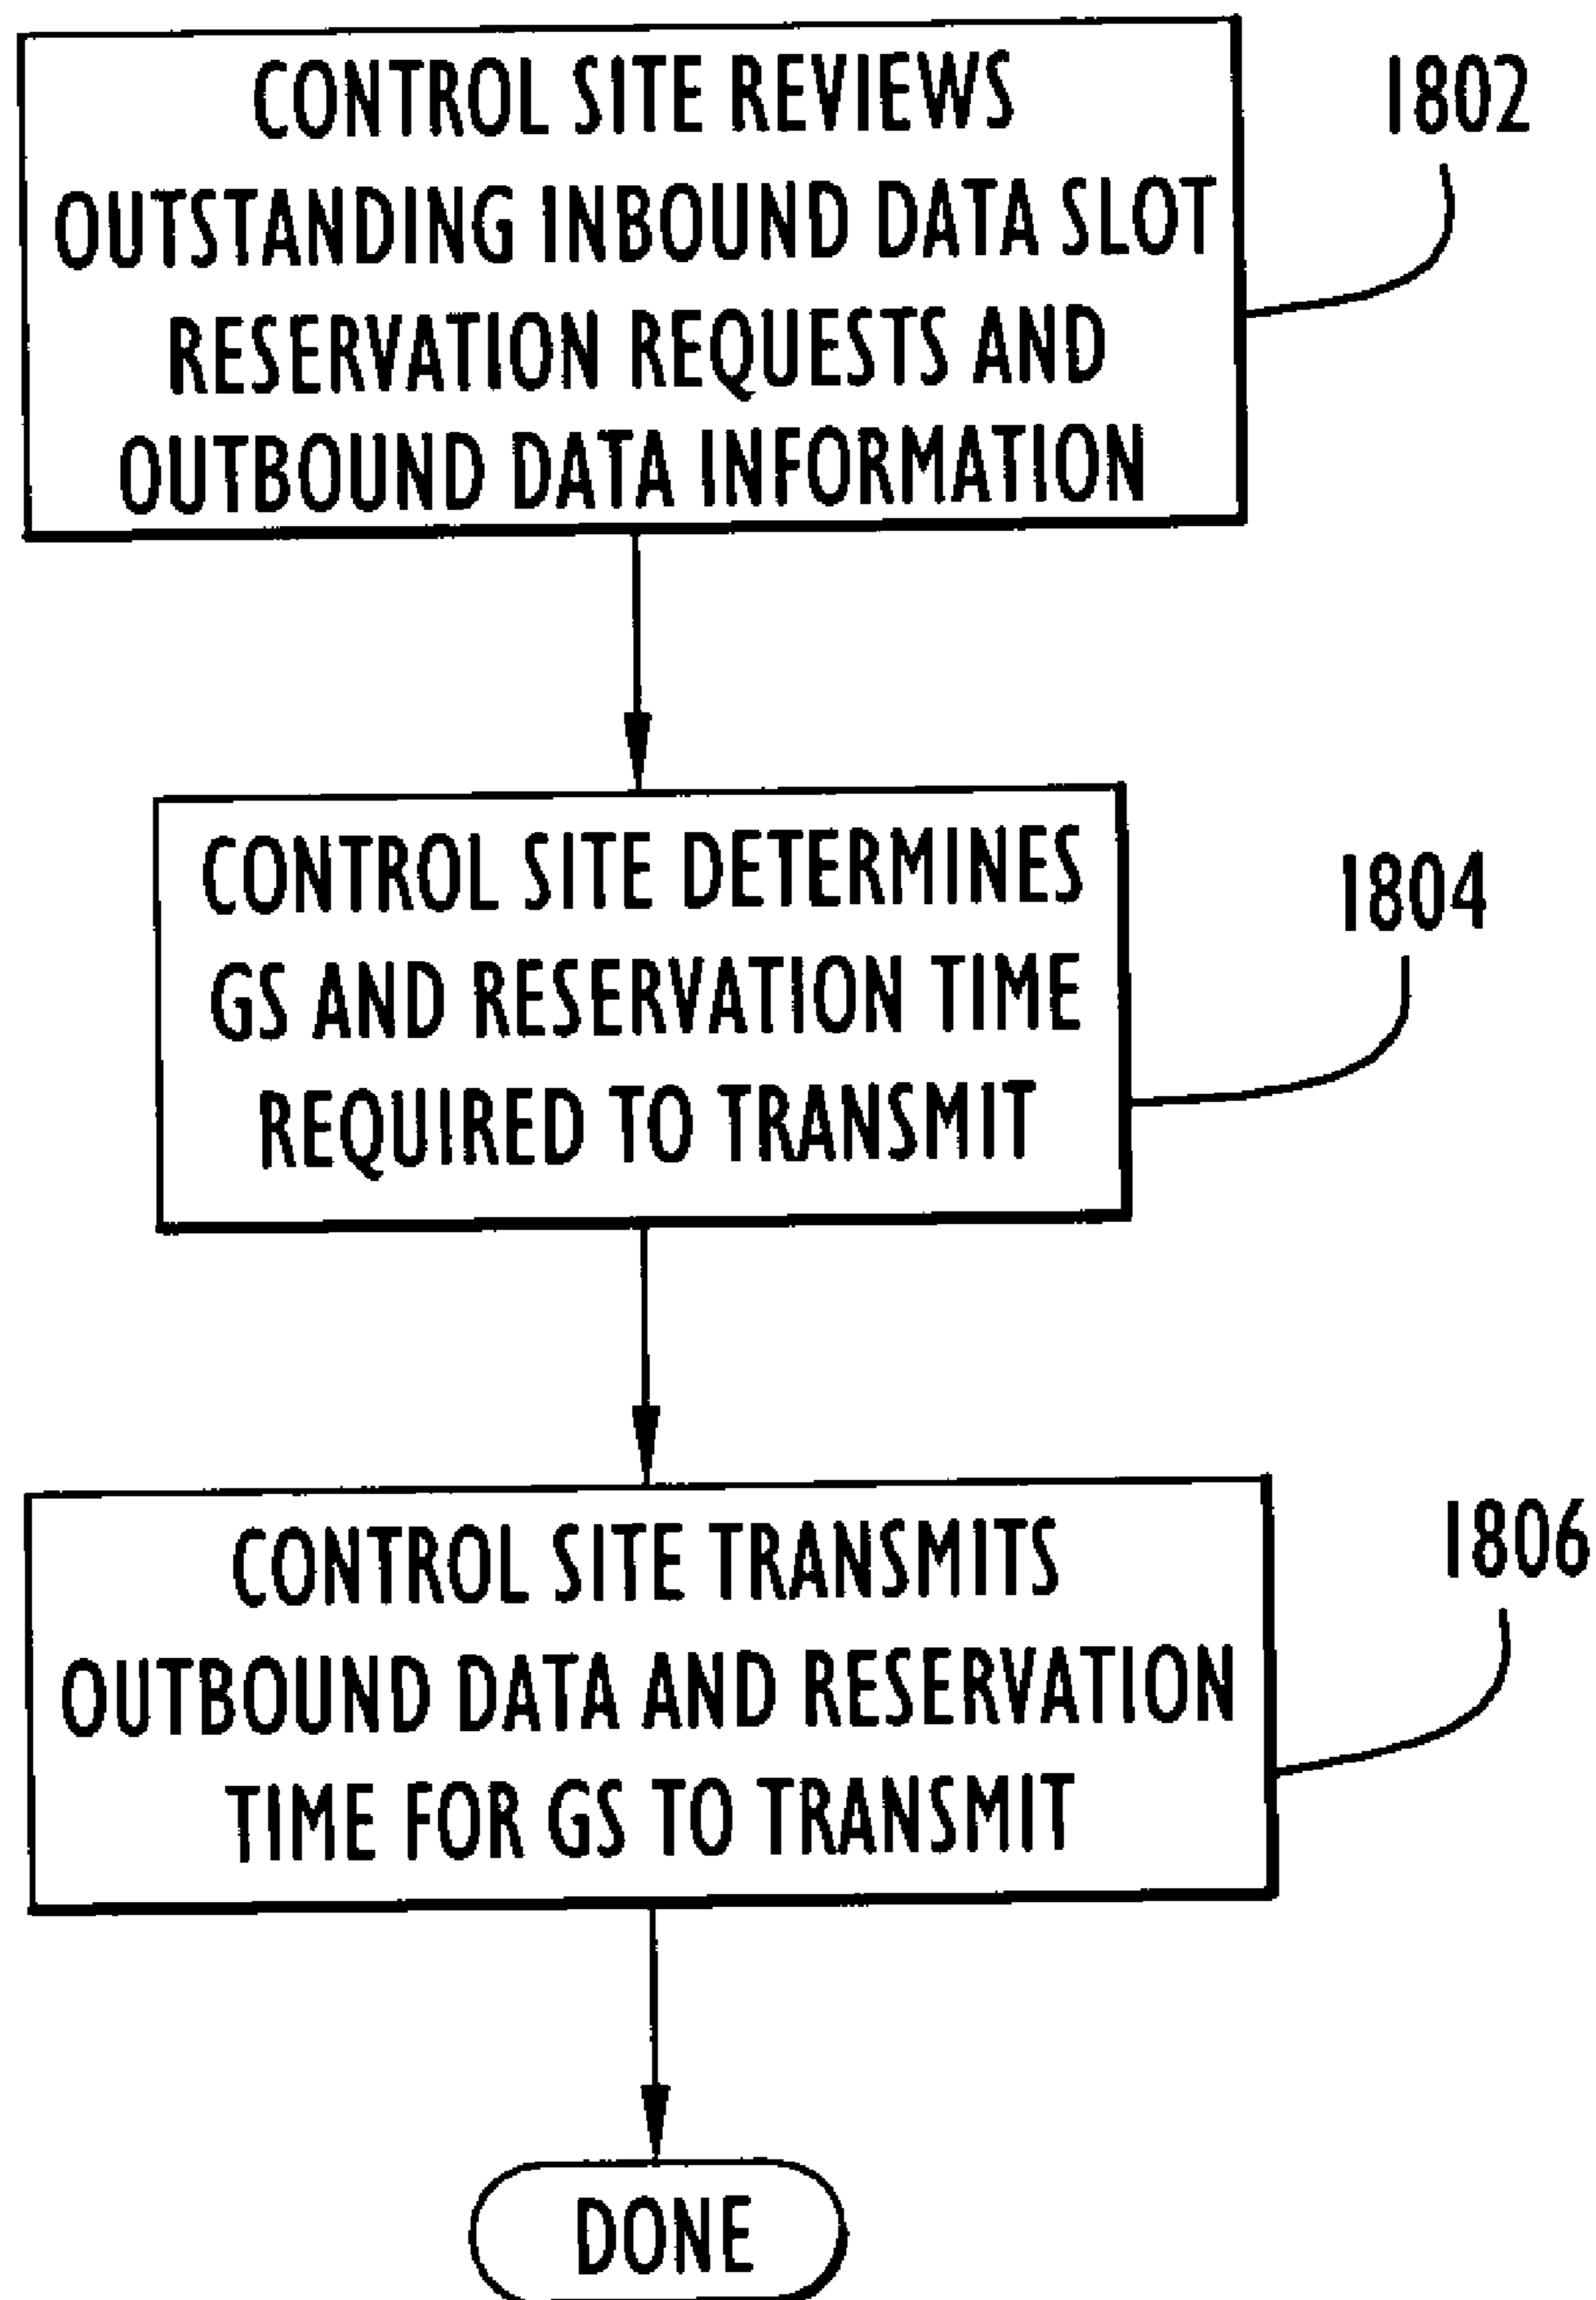 CONTROL SITE REVIEWS
OUTSTANDING INBOUND DATA SLOT
RESERVATION REQUESTS AND
OUTBOUND DATA INFORMATION
1802
CONTROL SITE DETERMINES
GS AND RESERVATION TIME
REQUIRED TO TRANSMIT
1804
CONTROL SITE TRANSMITS
OUTBOUND DATA AND RESERVATION
TIME FOR GS TO TRANSMIT
1806
DONE